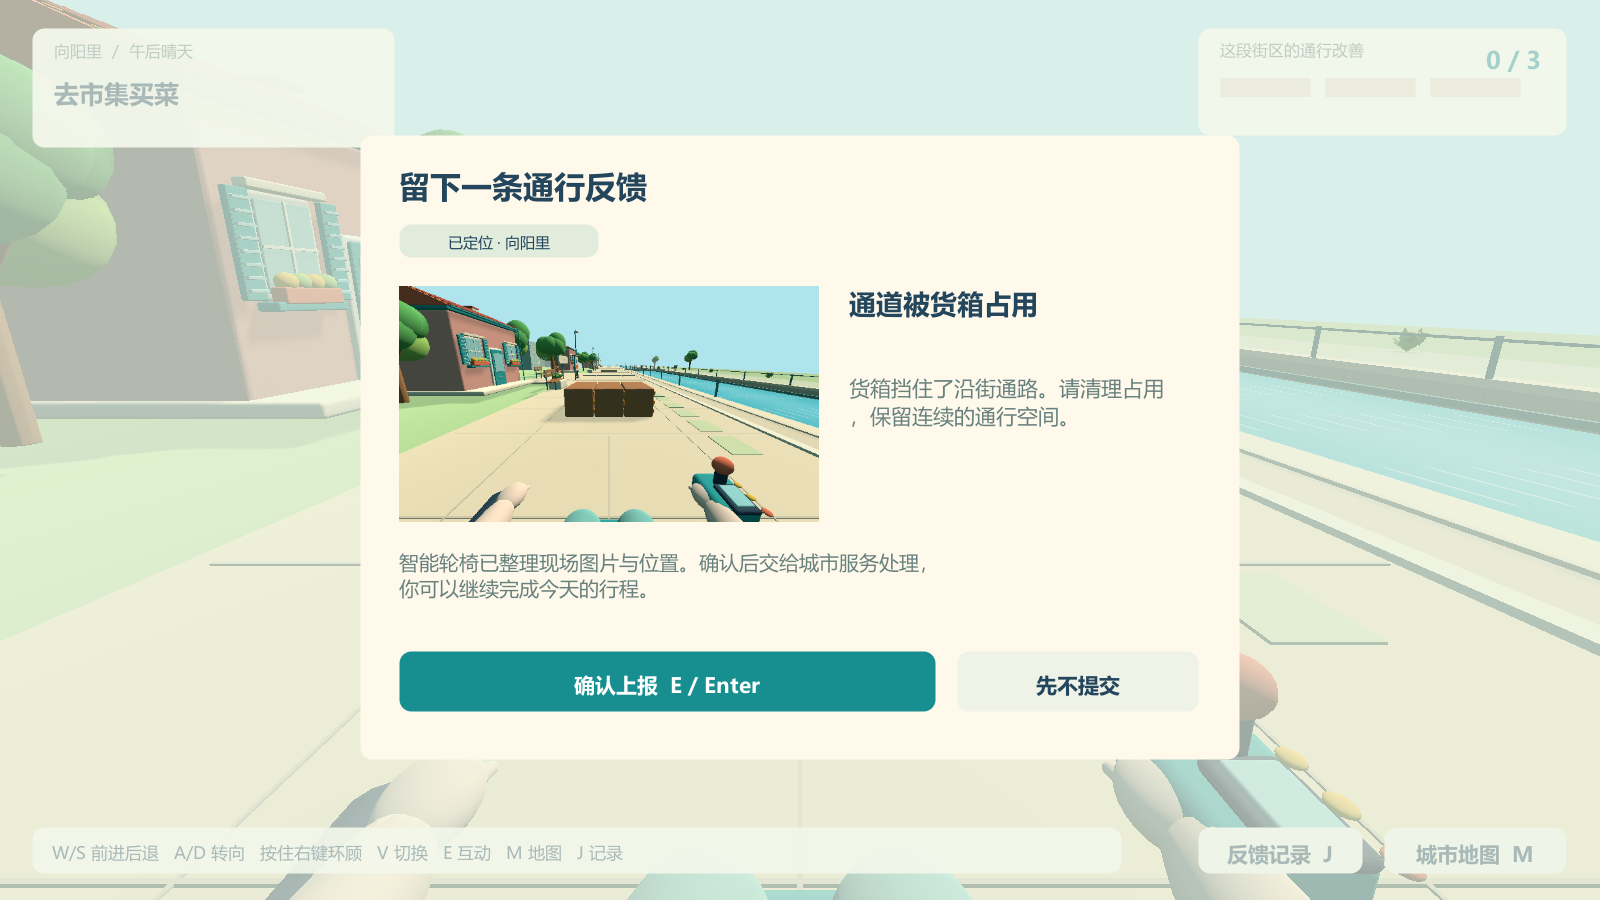 向阳里 / 午后晴天
去市集买菜
这段街区的通行改善
0 / 3
留下一条通行反馈
已定位 · 向阳里
通道被货箱占用
货箱挡住了沿街通路。请清理占用
，保留连续的通行空间。
智能轮椅已整理现场图片与位置。确认后交给城市服务处理，
你可以继续完成今天的行程。
确认上报 E / Enter
先不提交
W/S 前进后退 A/D 转向 按住右键环顾 V 切换 E 互动 M 地图 J 记录
反馈记录 J
城市地图 M